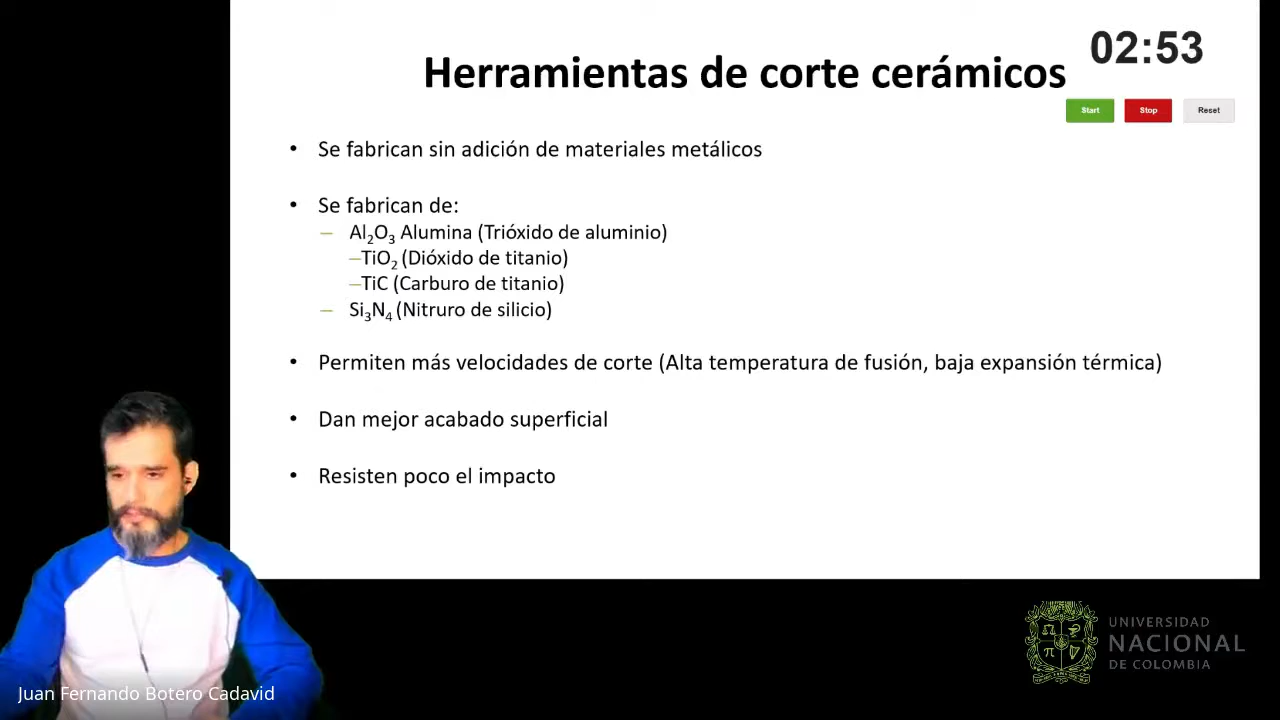 02:53
Herramientas de corte cerámicos
Start Stop Reset
• Se fabrican sin adición de materiales metálicos
• Se fabrican de:
– Al₂O₃ Alumina (Trióxido de aluminio)
–TiO₂ (Dióxido de titanio)
–TiC (Carburo de titanio)
– Si₃N₄ (Nitruro de silicio)
• Permiten más velocidades de corte (Alta temperatura de fusión, baja expansión térmica)
• Dan mejor acabado superficial
• Resisten poco el impacto
UNIVERSIDAD
NACIONAL
DE COLOMBIA
Juan Fernando Botero Cadavid